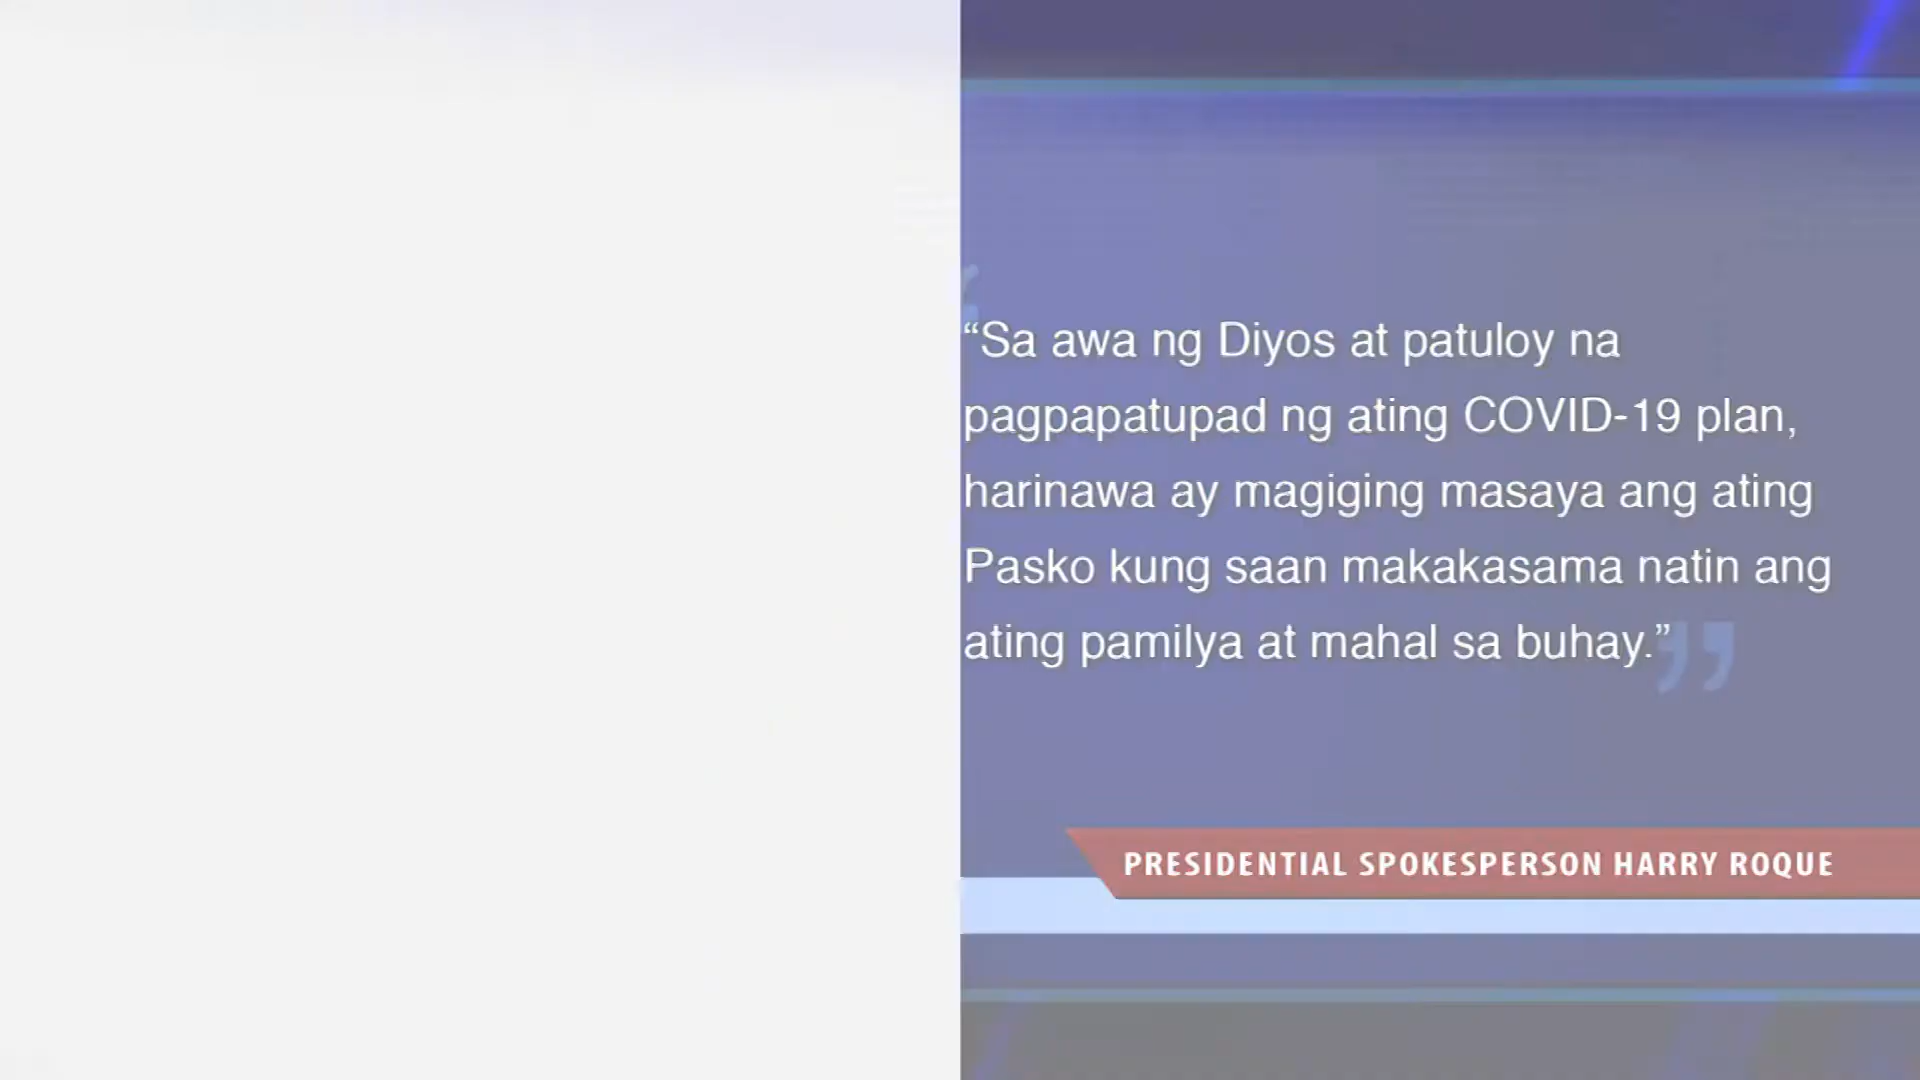 “Sa awa ng Diyos at patuloy na
pagpapatupad ng ating COVID-19 plan,
harinawa ay magiging masaya ang ating
Pasko kung saan makakasama natin ang
ating pamilya at mahal sa buhay.”
PRESIDENTIAL SPOKESPERSON HARRY ROQUE